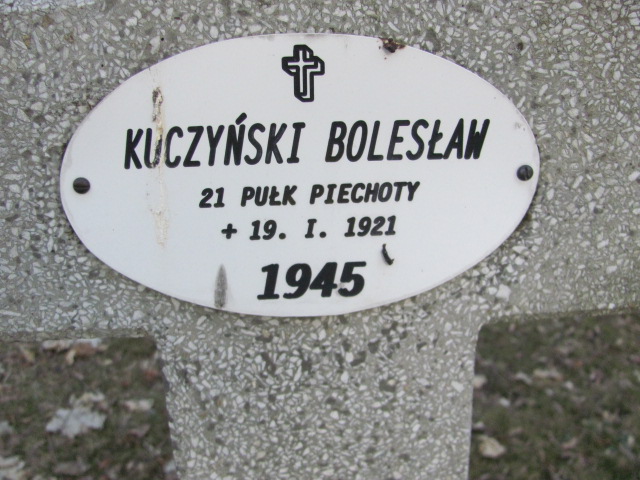 KUCZYŃSKI BOLESŁAW
21 PUŁK PIECHOTY
+ 19. I. 1921
1945